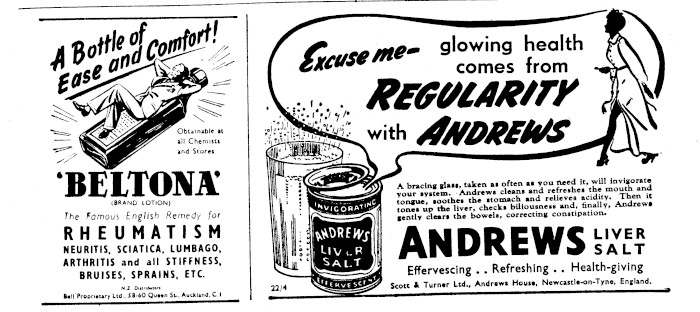 A Bottle of
Ease and Comfort!
Obtainable at
all Chemists
and Stores
'BELTONA'
(BRAND LOTION)
The Famous English Remedy for
RHEUMATISM
NEURITIS, SCIATICA, LUMBAGO,
ARTHRITIS and all STIFFNESS,
BRUISES, SPRAINS, ETC.
N.Z. Distributors
Bell Proprietary Ltd., 58-60 Queen St., Auckland, C.1
Excuse me—
glowing health
comes from
REGULARITY
with ANDREWS
INVIGORATING
ANDREWS
LIVER
SALT
EFFERVESCENT
22/4
A bracing glass, taken as often as you need it, will invigorate
your system. Andrews cleans and refreshes the mouth and
tongue, soothes the stomach and relieves acidity. Then it
tones up the liver, checks biliousness and, finally, Andrews
gently clears the bowels, correcting constipation.
ANDREWS LIVER
SALT
Effervescing . . Refreshing . . Health-giving
Scott & Turner Ltd., Andrews House, Newcastle-on-Tyne, England.